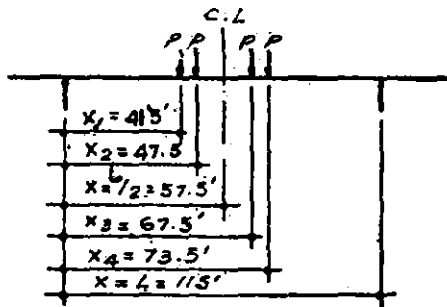 C.L
P P P P
X₁ = 41.5'
X₂ = 47.5
X = L/2 = 57.5'
X₃ = 67.5'
X₄ = 73.5'
X = L = 115'